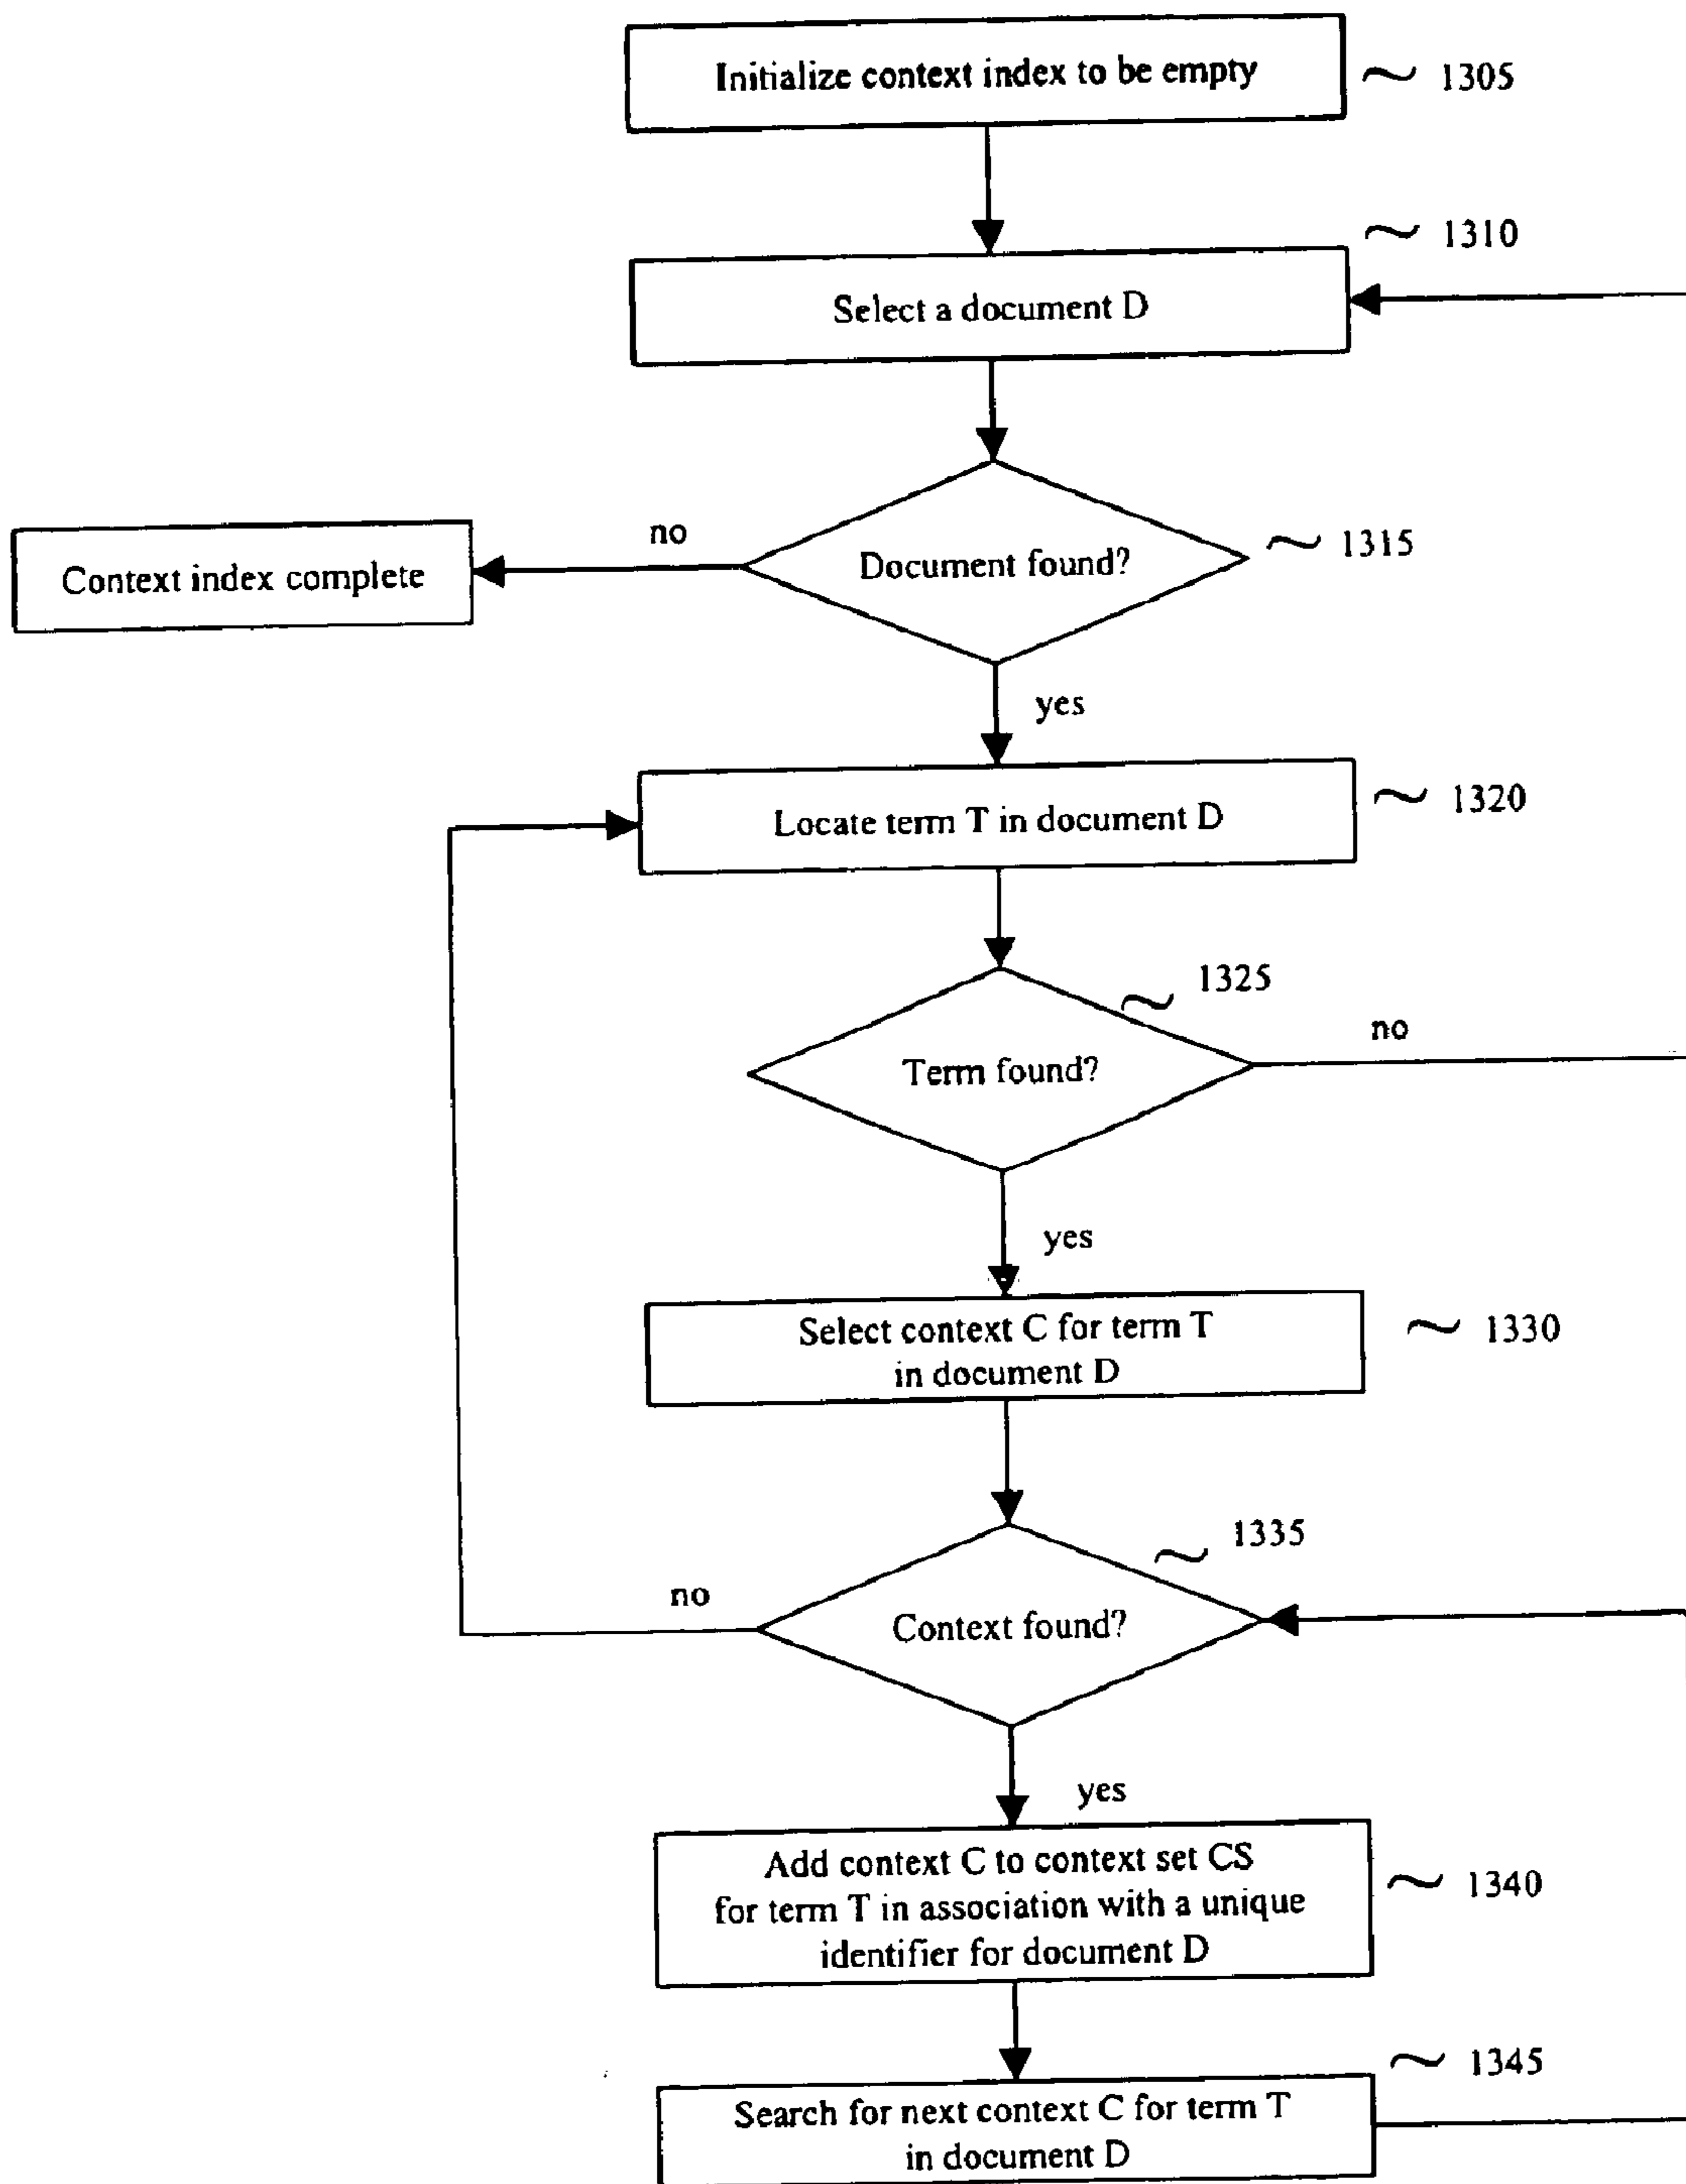 Initialize context index to be empty
1305
1310
Select a document D
no
Document found?
1315
Context index complete
yes
Locate term T in document D
1320
1325
no
Term found?
yes
Select context C for term T
in document D
1330
1335
no
Context found?
yes
Add context C to context set CS
for term T in association with a unique
identifier for document D
1340
1345
Search for next context C for term T
in document D